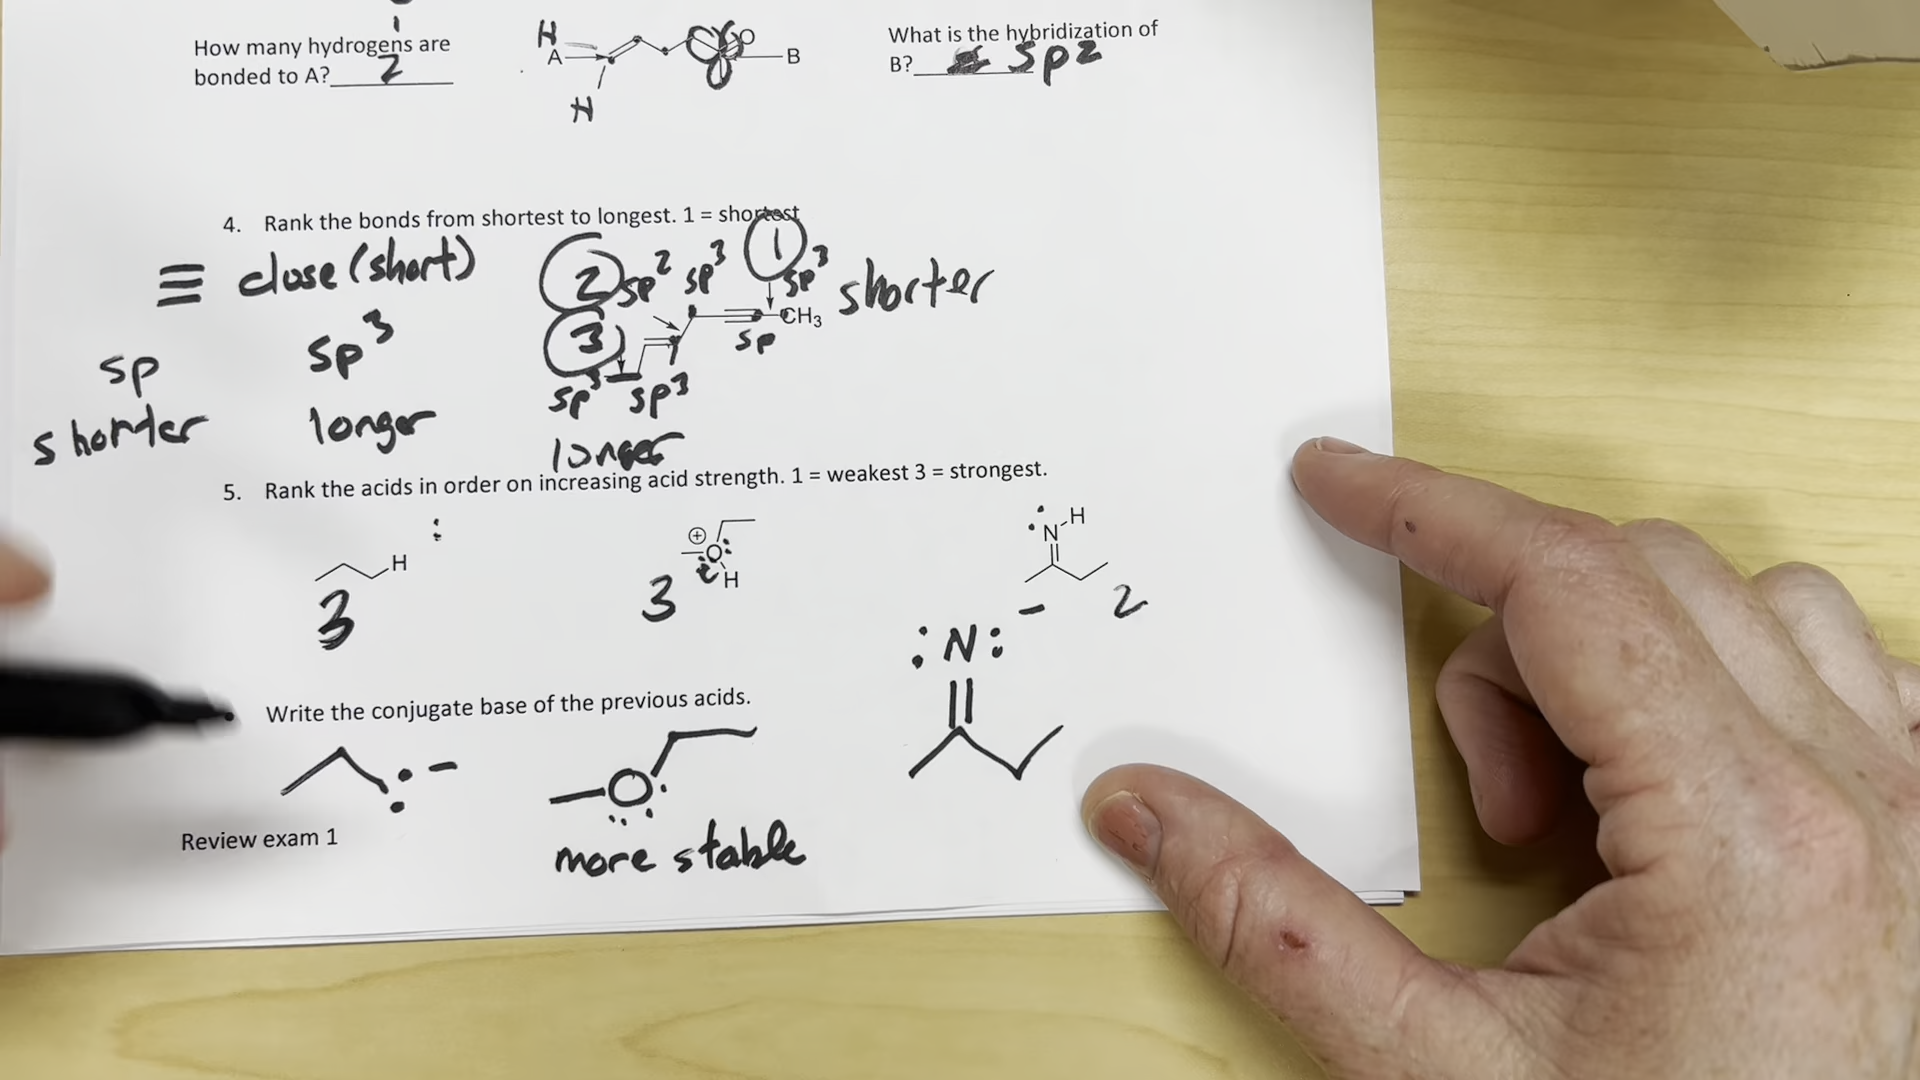 How many hydrogens are
bonded to A? 2
H
A
H
O
B
What is the hybridization of
B? sp2
4. Rank the bonds from shortest to longest. 1 = shortest
≡ close (short)
sp sp³
shorter longer
2 sp² sp³ 1 sp³ shorter
CH₃
3 sp
sp³ sp³
longer
5. Rank the acids in order on increasing acid strength. 1 = weakest 3 = strongest.
H
3
⊕
:O:
H
3
:N-H
2
:N: −
Write the conjugate base of the previous acids.
: −
O
more stable
Review exam 1